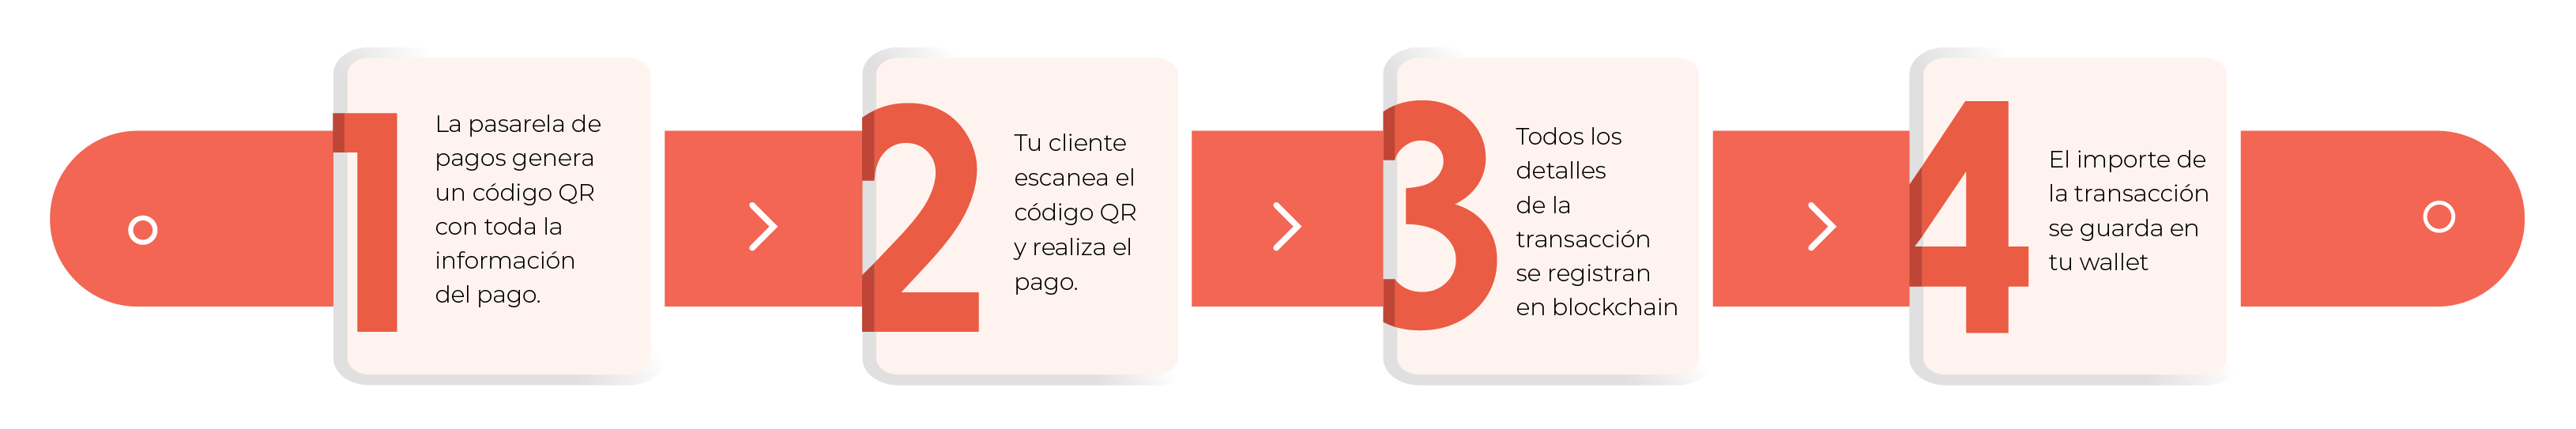 1
La pasarela de
pagos genera
un código QR
con toda la
información
del pago.
2
Tu cliente
escanea el
código QR
y realiza el
pago.
3
Todos los
detalles
de la
transacción
se registran
en blockchain
4
El importe de
la transacción
se guarda en
tu wallet